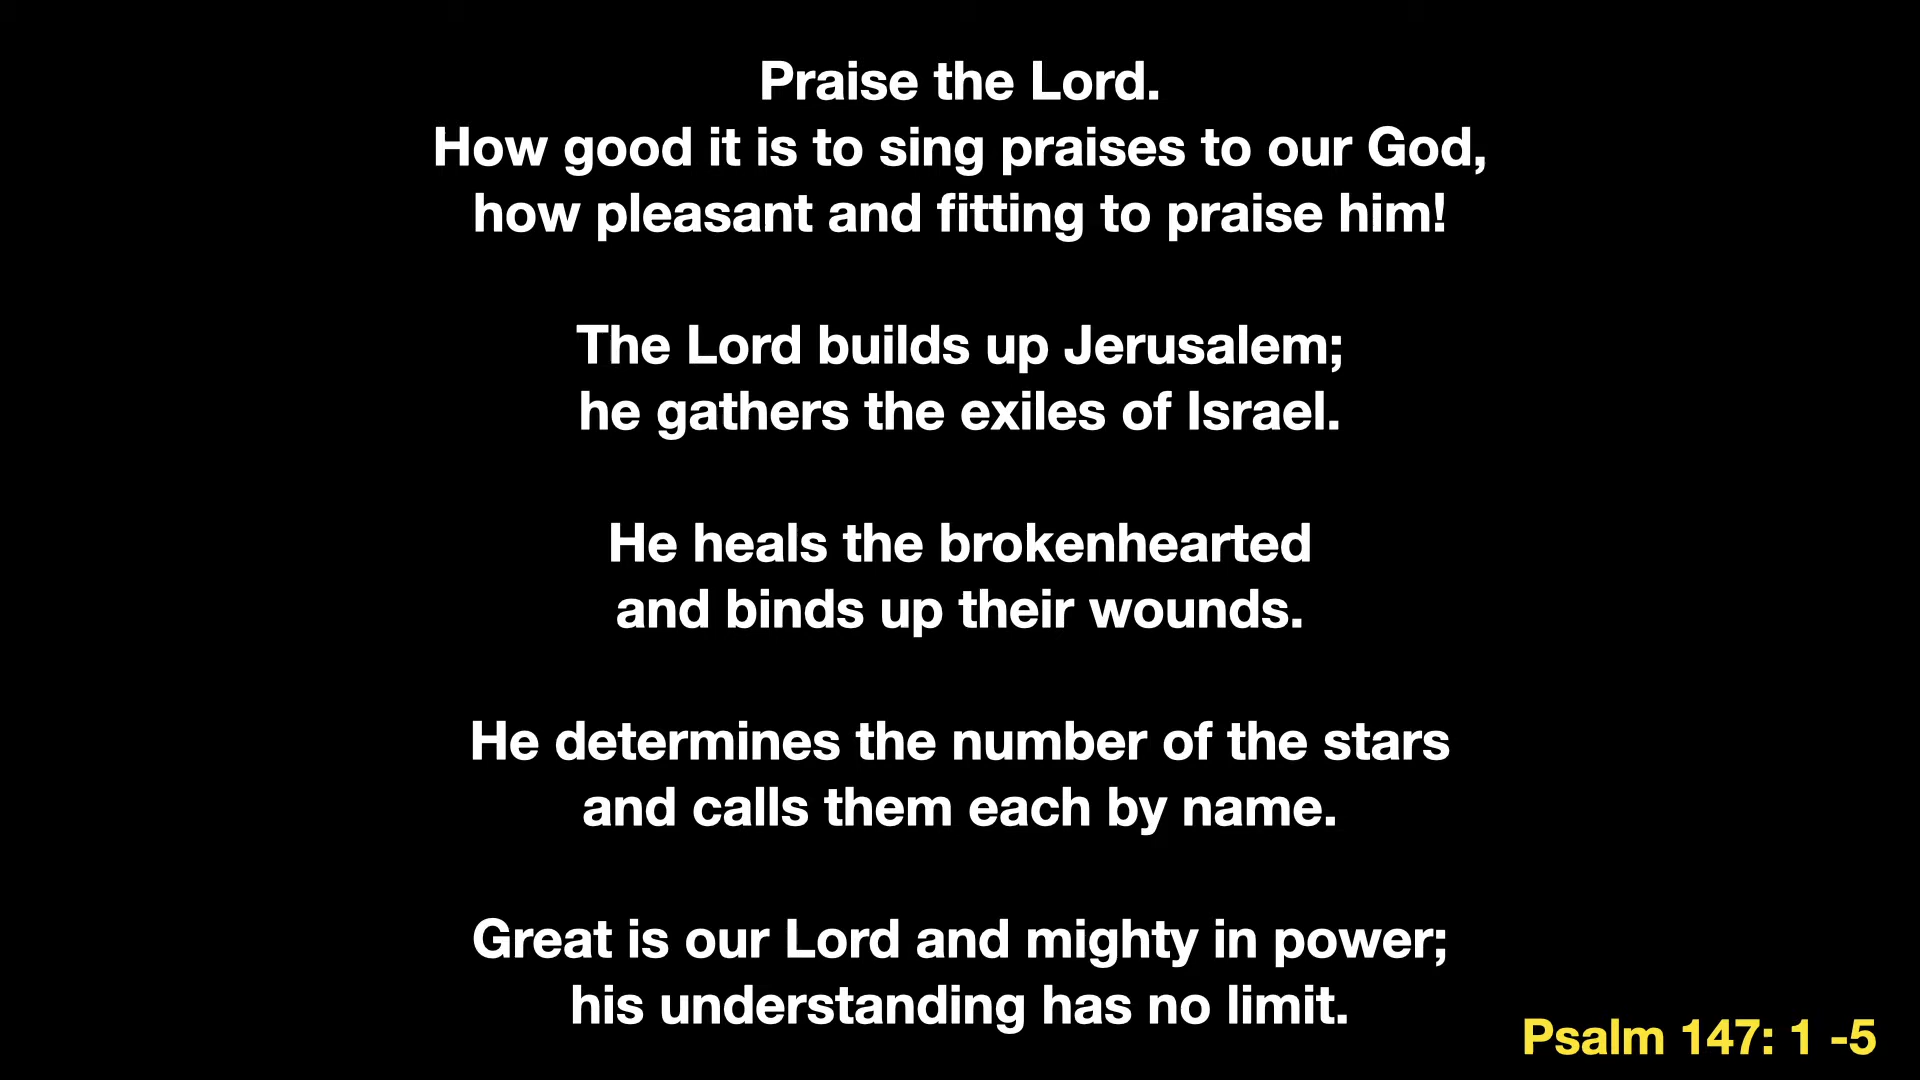 Praise the Lord.
How good it is to sing praises to our God,
how pleasant and fitting to praise him!
The Lord builds up Jerusalem;
he gathers the exiles of Israel.
He heals the brokenhearted
and binds up their wounds.
He determines the number of the stars
and calls them each by name.
Great is our Lord and mighty in power;
his understanding has no limit.
Psalm 147: 1 -5